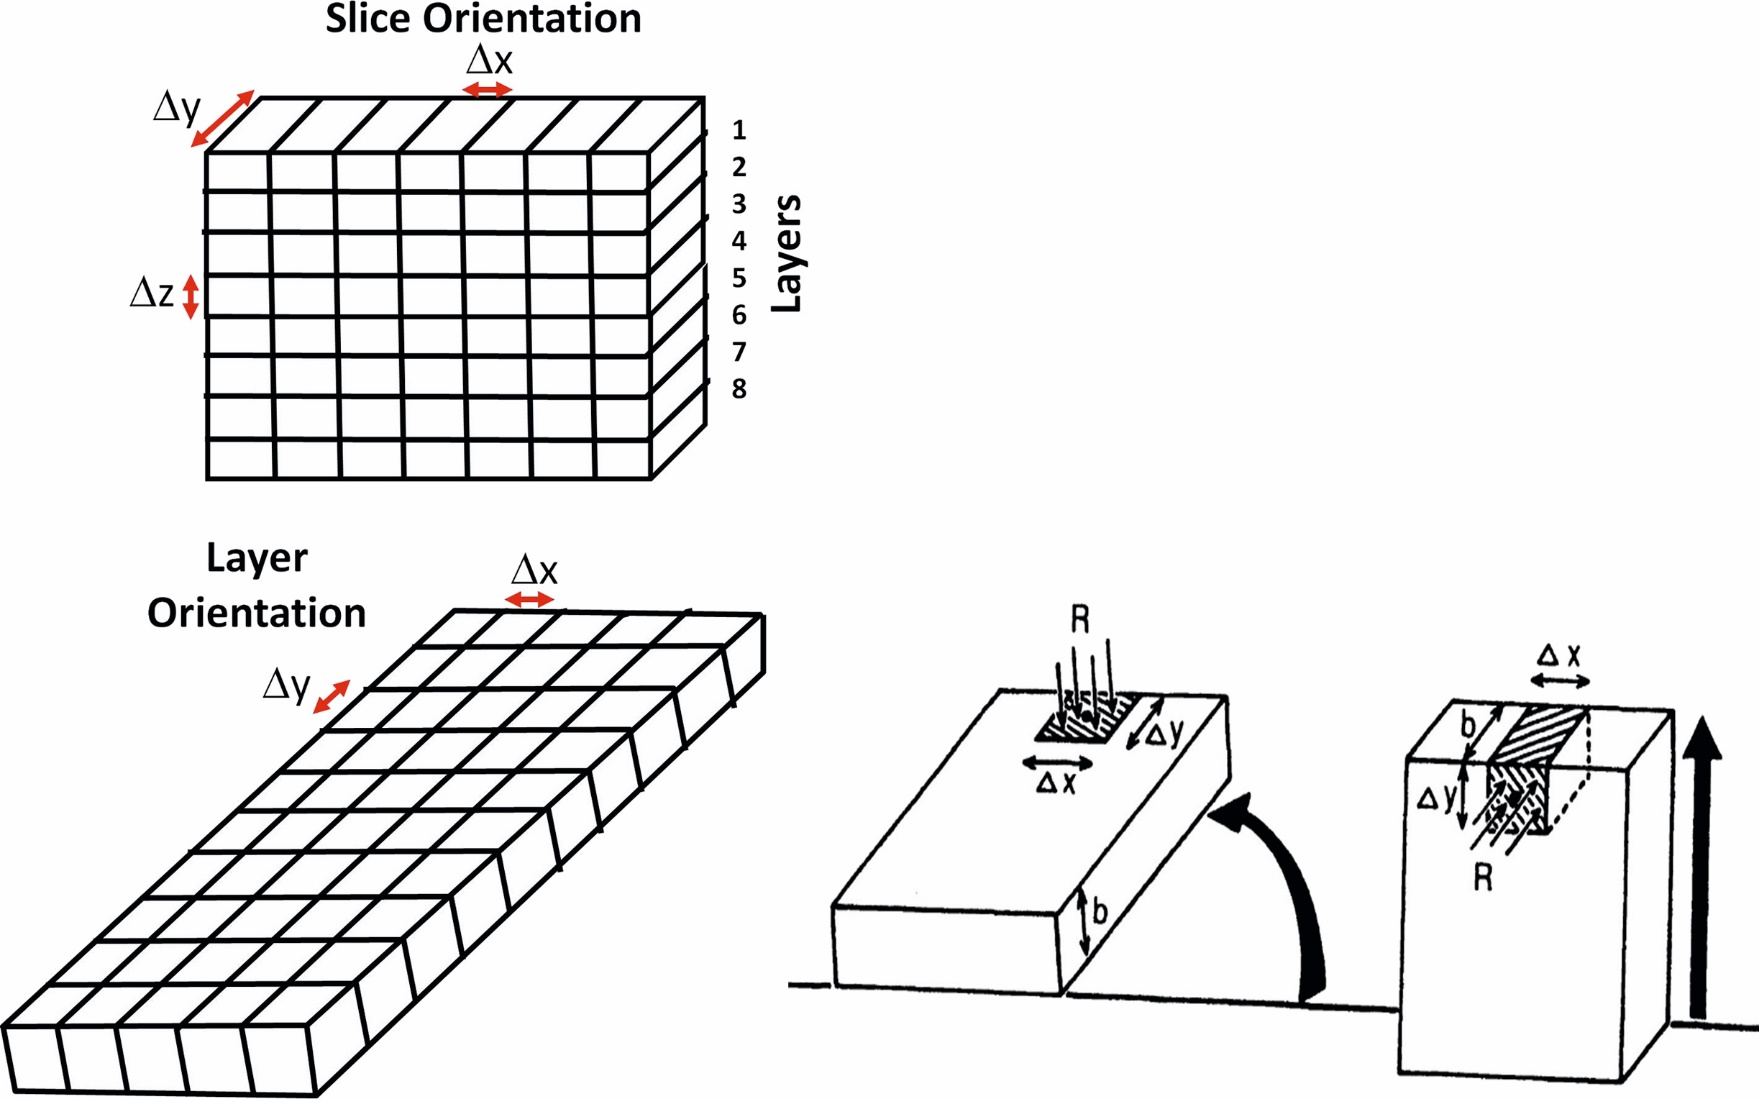 Slice Orientation
Δx
Δy
1
2
3
4
5
6
7
8
Layers
Δz
Layer
Orientation
Δx
Δy
R
Δy
Δx
b
Δx
b
Δy
R